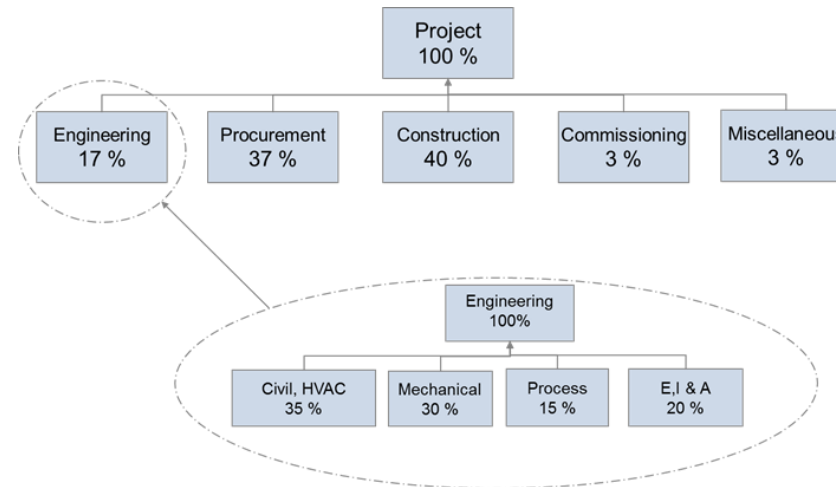 Project
100 %
Engineering
17 %
Procurement
37 %
Construction
40 %
Commissioning
3 %
Miscellaneous
3 %
Engineering
100%
Civil, HVAC
35 %
Mechanical
30 %
Process
15 %
E,I & A
20 %